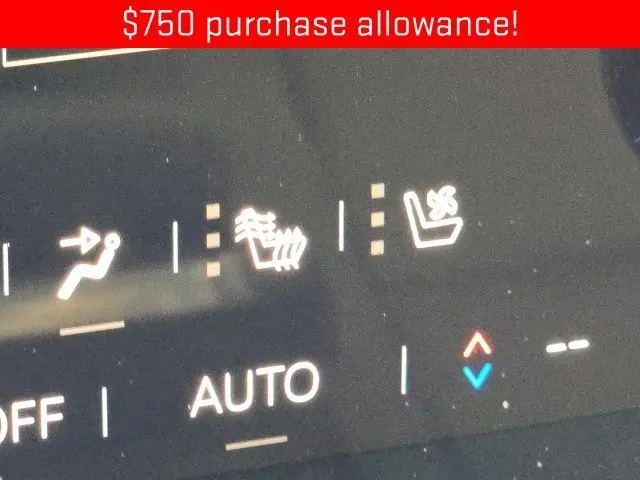 $750 purchase allowance!
OFF
AUTO
--